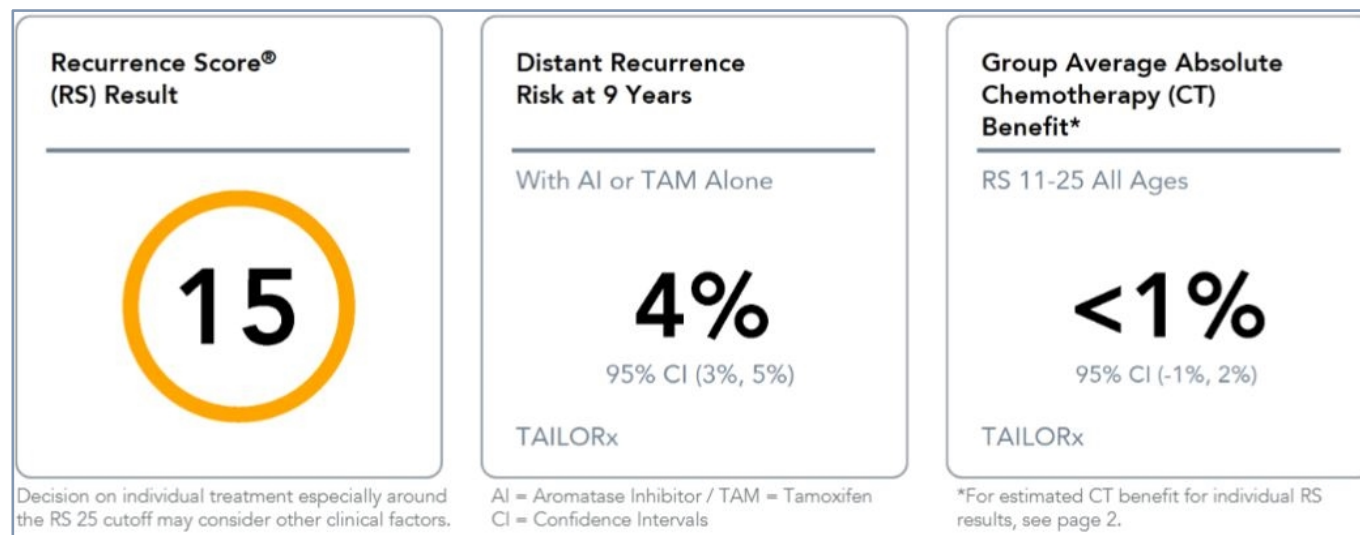 Recurrence Score®
(RS) Result
15
Decision on individual treatment especially around
the RS 25 cutoff may consider other clinical factors.
Distant Recurrence
Risk at 9 Years
With AI or TAM Alone
4%
95% CI (3%, 5%)
TAILORx
AI = Aromatase Inhibitor / TAM = Tamoxifen
CI = Confidence Intervals
Group Average Absolute
Chemotherapy (CT)
Benefit*
RS 11-25 All Ages
<1%
95% CI (-1%, 2%)
TAILORx
*For estimated CT benefit for individual RS
results, see page 2.